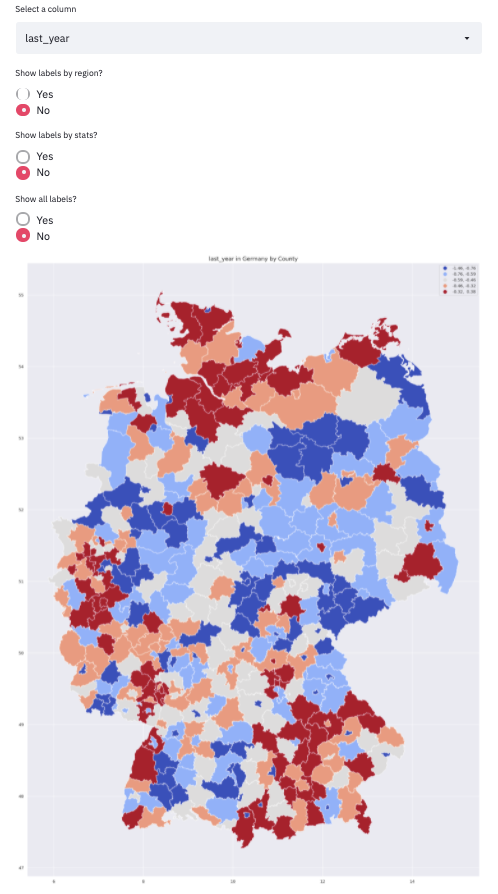 Select a column
last_year
Show labels by region?
Yes
No
Show labels by stats?
Yes
No
Show all labels?
Yes
No
last_year in Germany by County
55
54
53
52
51
50
49
48
47
6
8
10
12
14